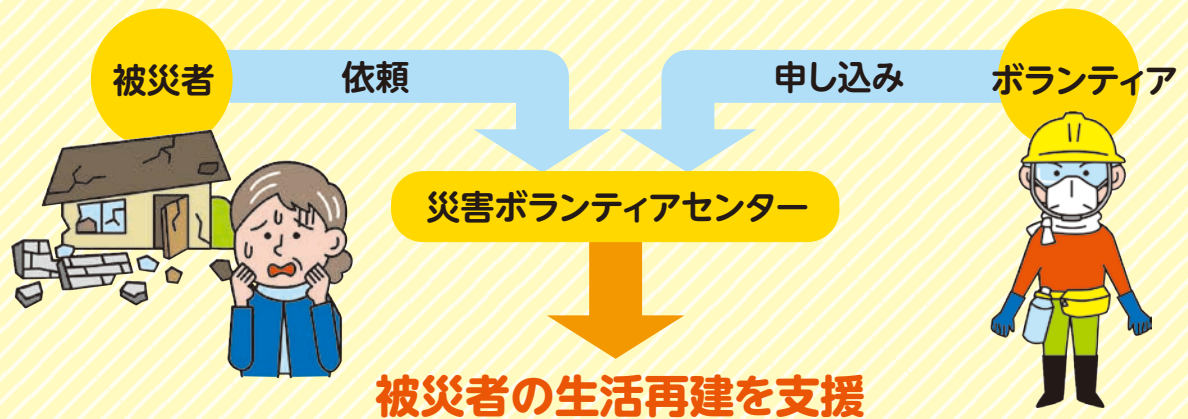 被災者
依頼
申し込み
ボランティア
災害ボランティアセンター
被災者の生活再建を支援